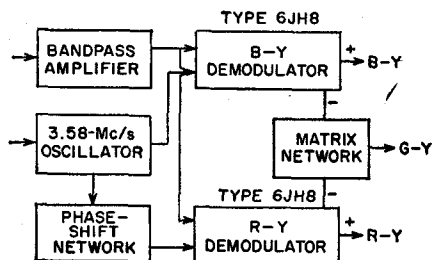 TYPE 6JH8
BANDPASS
AMPLIFIER
B-Y
DEMODULATOR
+
B-Y
-
3.58-Mc/s
OSCILLATOR
MATRIX
NETWORK
G-Y
-
TYPE 6JH8
PHASE-
SHIFT
NETWORK
R-Y
DEMODULATOR
+
R-Y